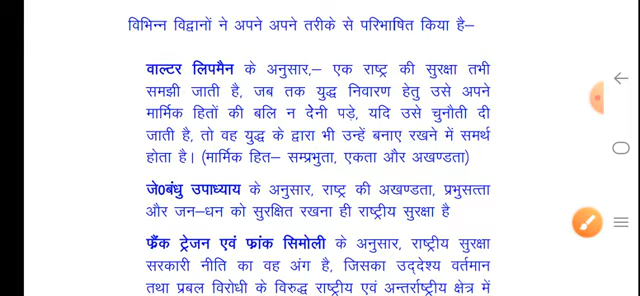 विभिन्न विद्वानों ने अपने अपने तरीके से परिभाषित किया है–
वाल्टर लिपमैन के अनुसार,– एक राष्ट्र की सुरक्षा तभी
समझी जाती है, जब तक युद्ध निवारण हेतु उसे अपने
मार्मिक हितों की बलि न देनी पड़े, यदि उसे चुनौती दी
जाती है, तो वह युद्ध के द्वारा भी उन्हें बनाए रखने में समर्थ
होता है। (मार्मिक हित– सम्प्रभुता, एकता और अखण्डता)
जे0बंधु उपाध्याय के अनुसार, राष्ट्र की अखण्डता, प्रभुसत्ता
और जन–धन को सुरक्षित रखना ही राष्ट्रीय सुरक्षा है
फ्रैंक ट्रेजन एवं फ्रांक सिमोली के अनुसार, राष्ट्रीय सुरक्षा
सरकारी नीति का वह अंग है, जिसका उद्देश्य वर्तमान
तथा प्रबल विरोधी के विरुद्ध राष्ट्रीय एवं अन्तर्राष्ट्रीय क्षेत्र में